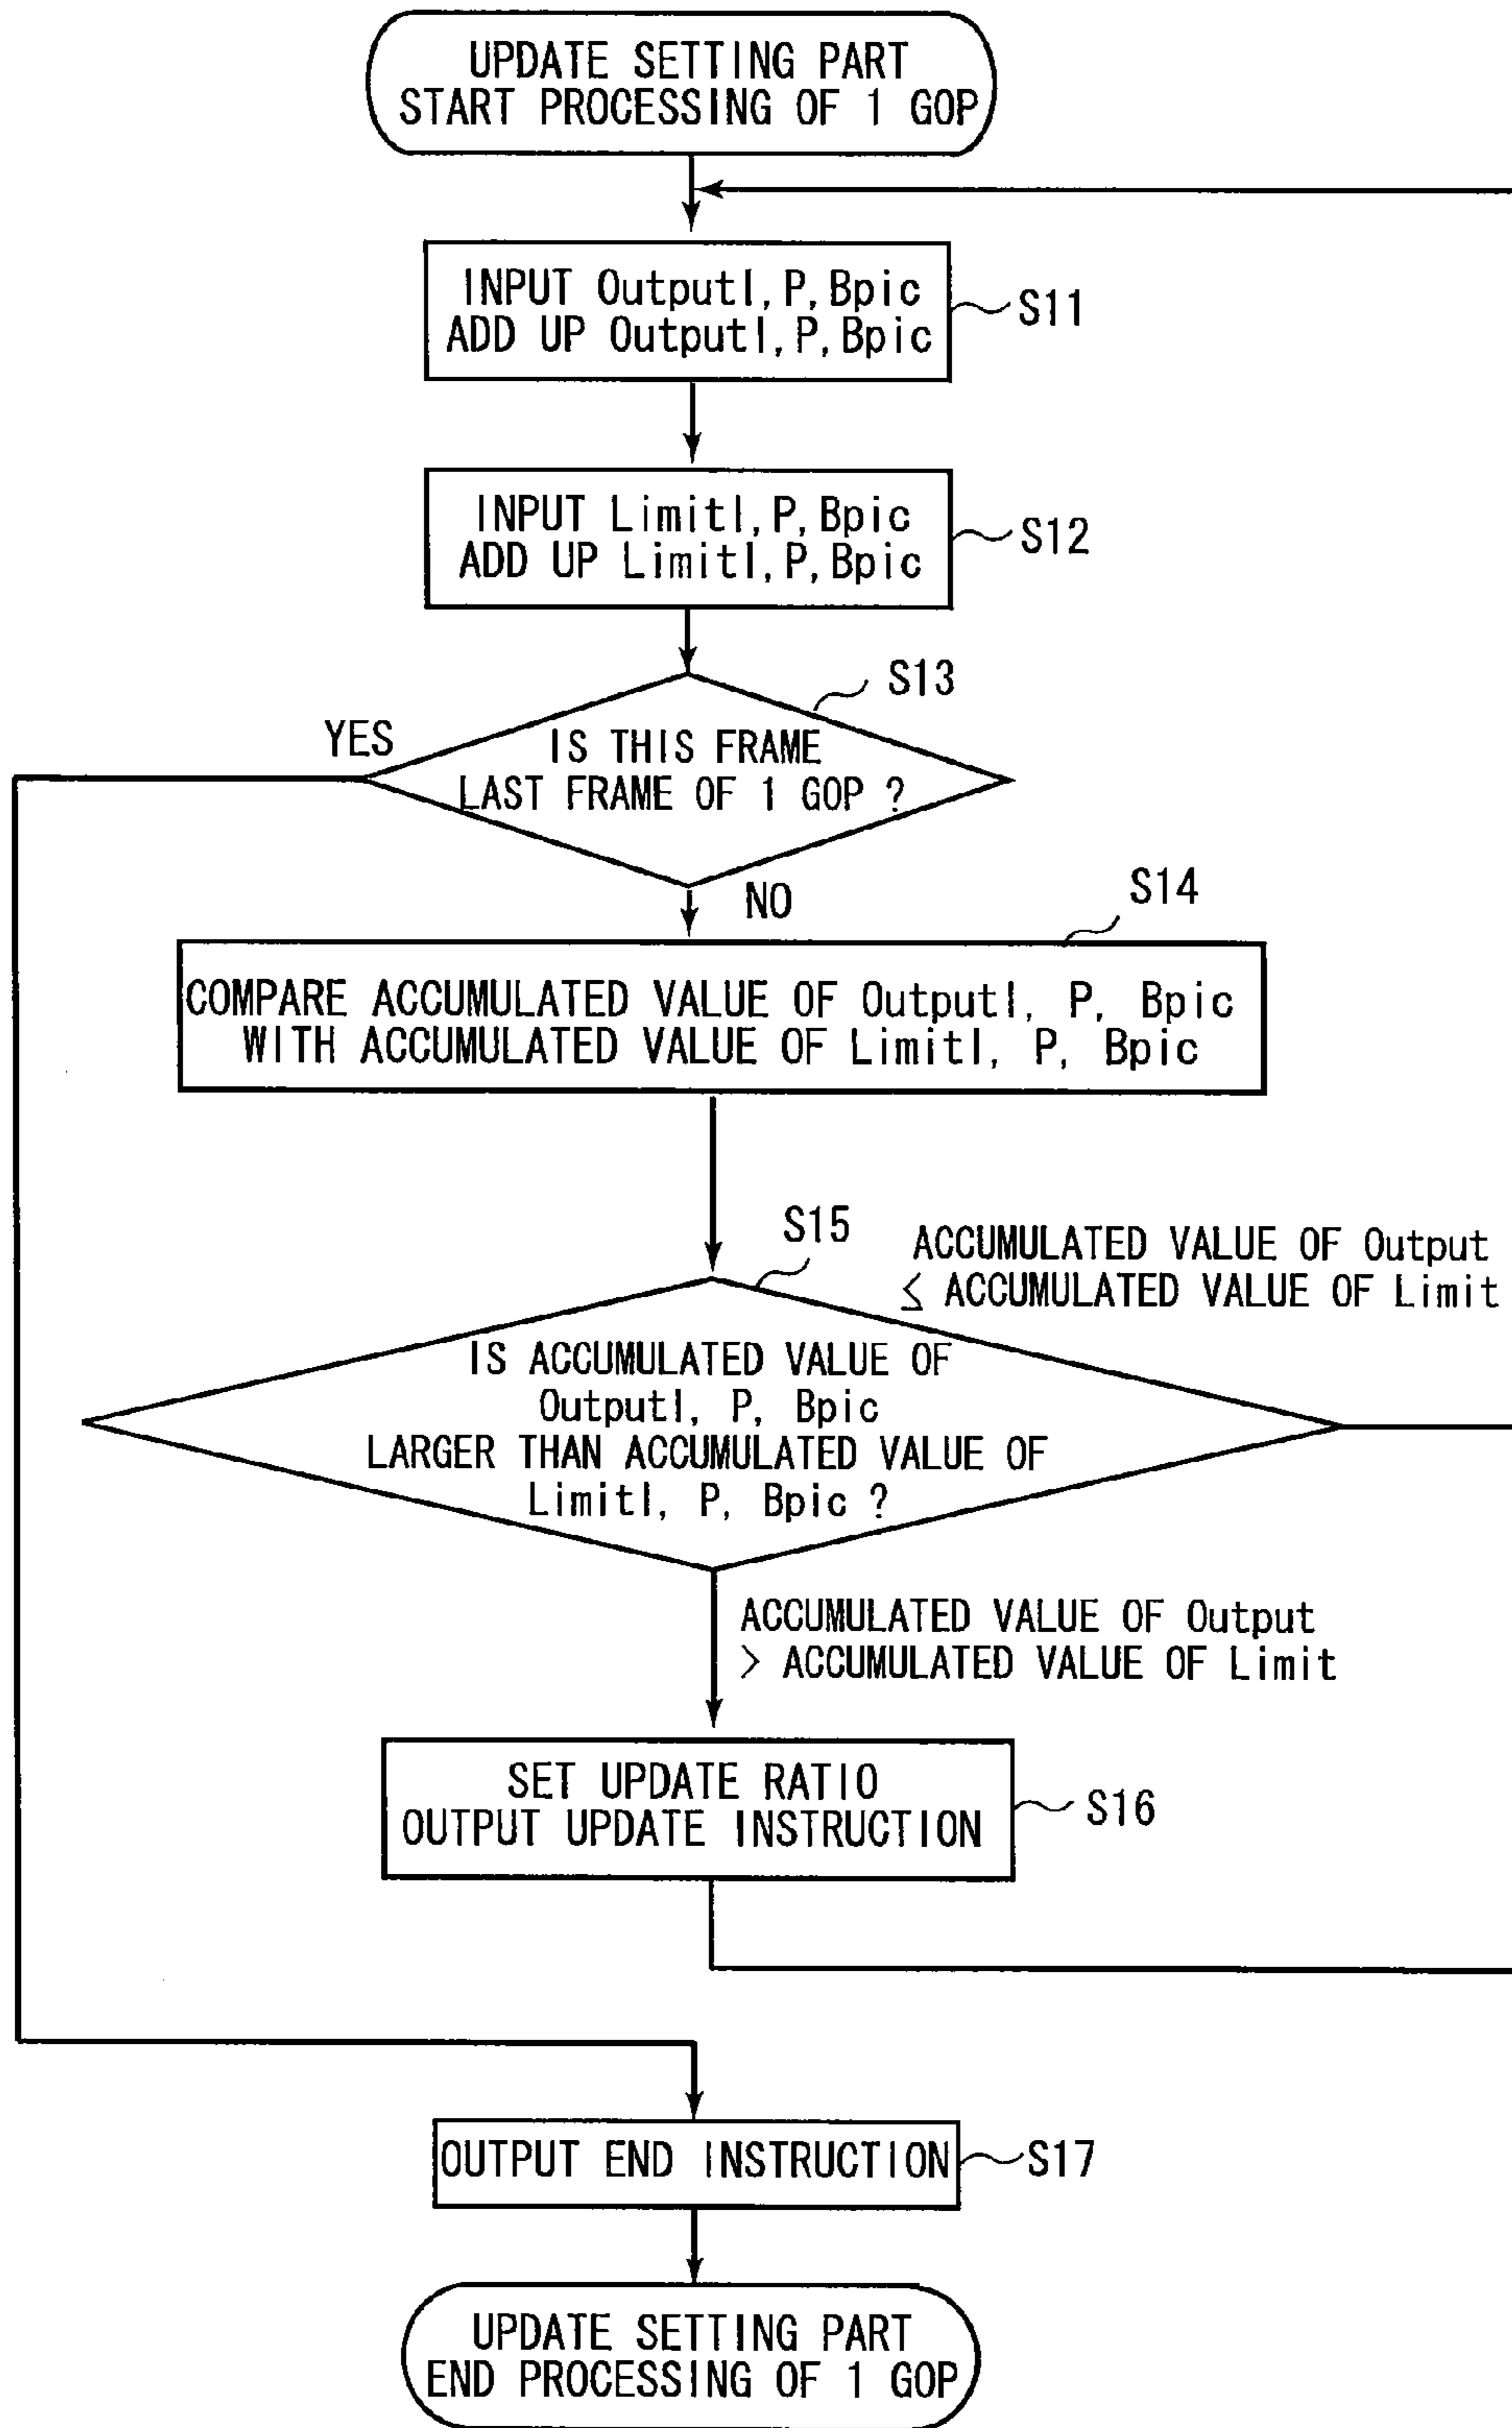 UPDATE SETTING PART
START PROCESSING OF 1 GOP
INPUT OutputI, P, Bpic
ADD UP OutputI, P, Bpic
S11
INPUT LimitI, P, Bpic
ADD UP LimitI, P, Bpic
S12
S13
YES
IS THIS FRAME
LAST FRAME OF 1 GOP ?
NO
S14
COMPARE ACCUMULATED VALUE OF OutputI, P, Bpic
WITH ACCUMULATED VALUE OF LimitI, P, Bpic
S15
ACCUMULATED VALUE OF Output
≤ ACCUMULATED VALUE OF Limit
IS ACCUMULATED VALUE OF
OutputI, P, Bpic
LARGER THAN ACCUMULATED VALUE OF
LimitI, P, Bpic ?
ACCUMULATED VALUE OF Output
> ACCUMULATED VALUE OF Limit
SET UPDATE RATIO
OUTPUT UPDATE INSTRUCTION
S16
OUTPUT END INSTRUCTION
S17
UPDATE SETTING PART
END PROCESSING OF 1 GOP